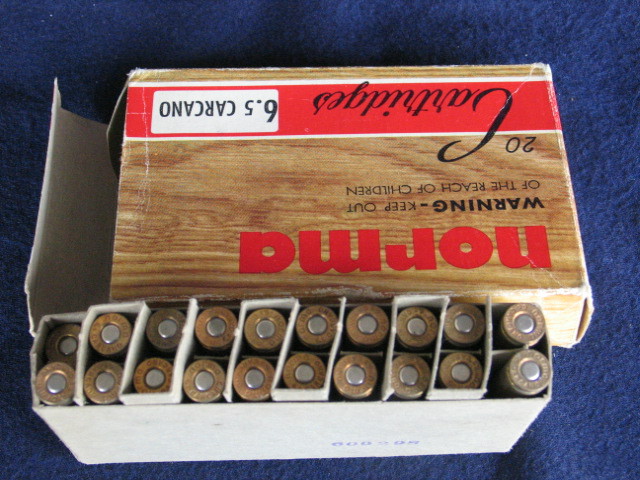 norma
WARNING - KEEP OUT
OF THE REACH OF CHILDREN
20 Cartridges
6.5 CARCANO